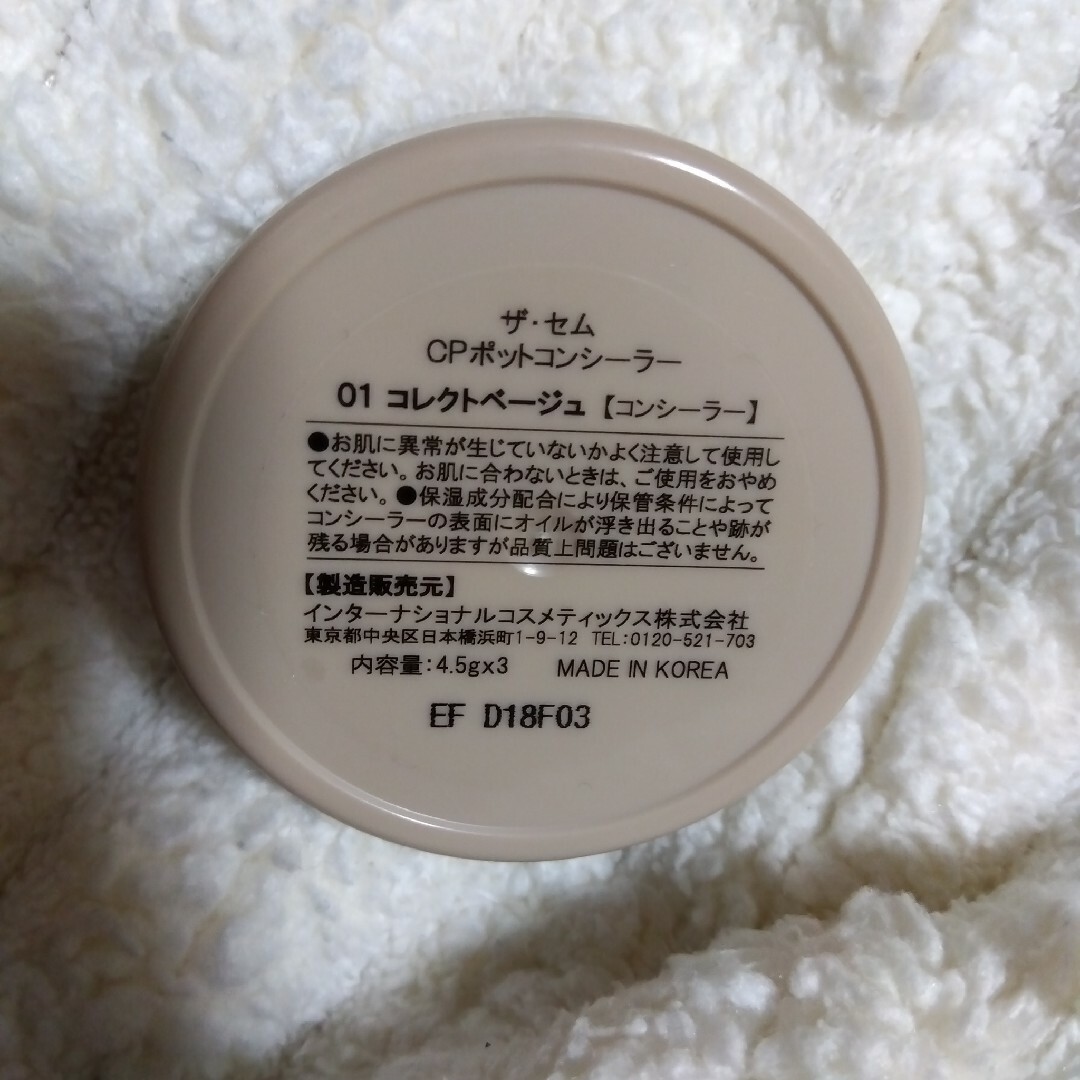 ザ・セム
CPポットコンシーラー
01 コレクトベージュ【コンシーラー】
●お肌に異常が生じていないかよく注意して使用し
てください。お肌に合わないときは、ご使用をおやめ
ください。●保湿成分配合により保管条件によって
コンシーラーの表面にオイルが浮き出ることや跡が
残る場合がありますが品質上問題はございません。
【製造販売元】
インターナショナルコスメティックス株式会社
東京都中央区日本橋浜町1-9-12 TEL:0120-521-703
内容量:4.5gx3 MADE IN KOREA
EF D18F03